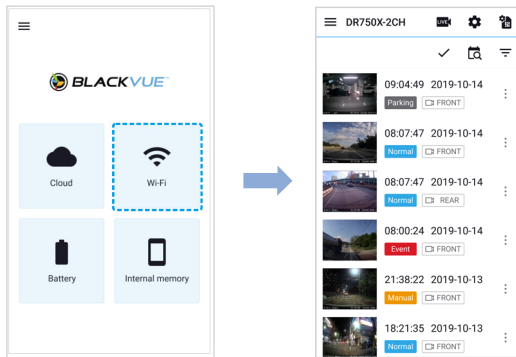 BLACKVUE
Cloud
Wi-Fi
Battery
Internal memory
DR750X-2CH
LIVE
09:04:49 2019-10-14
Parking FRONT
08:07:47 2019-10-14
Normal FRONT
08:07:47 2019-10-14
Normal REAR
08:00:24 2019-10-14
Event FRONT
21:38:22 2019-10-13
Manual FRONT
18:21:35 2019-10-13
Normal FRONT